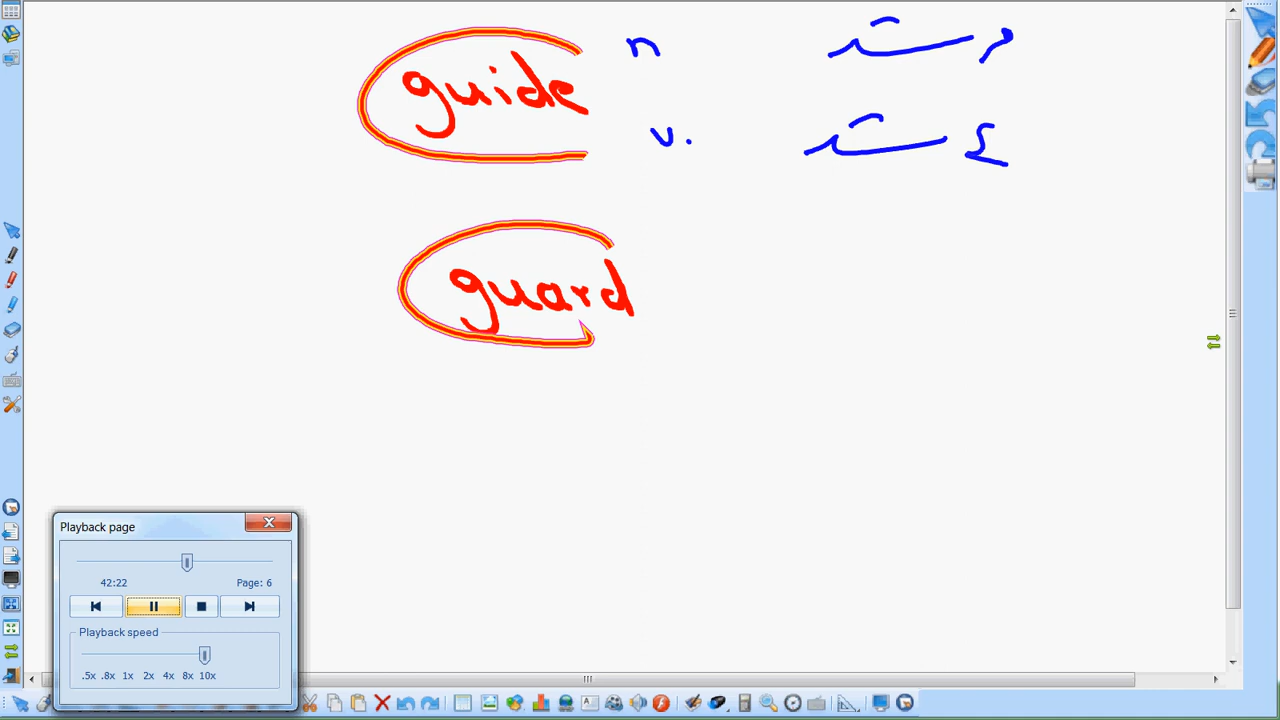 guide n
v.
guard
Playback page
42:22 Page: 6
Playback speed
.5x .8x 1x 2x 4x 8x 10x